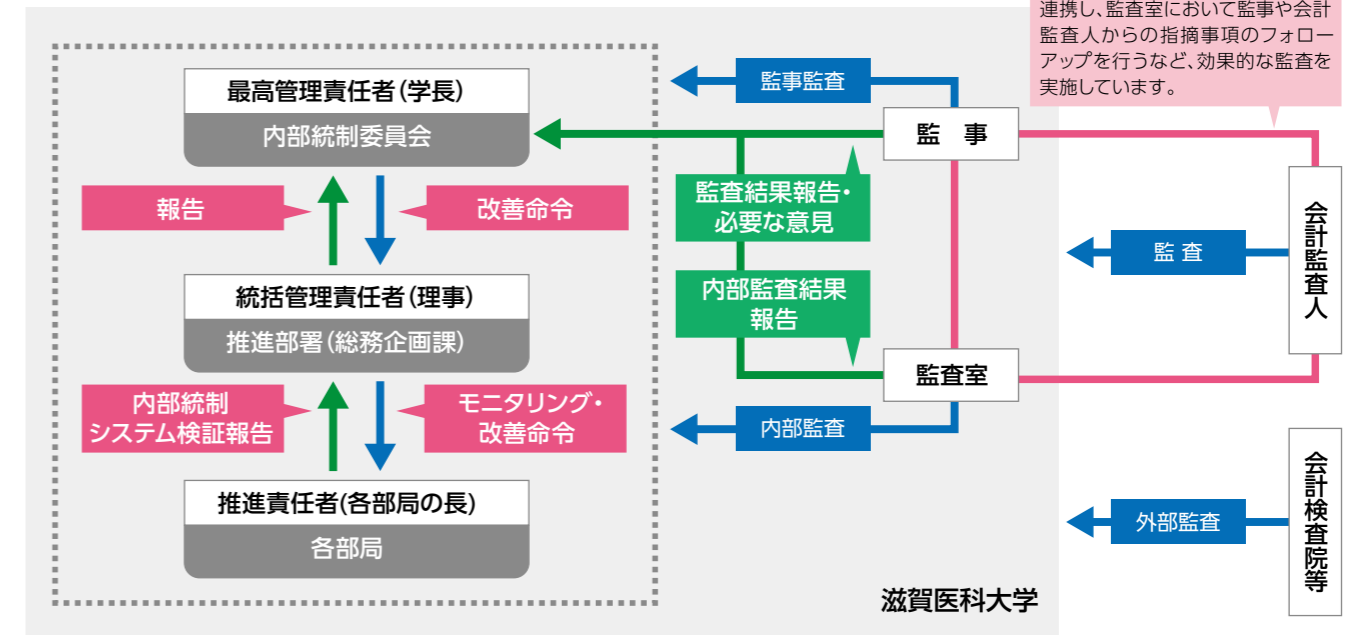 連携し、監査室において監事や会計
監査人からの指摘事項のフォロー
アップを行うなど、効果的な監査を
実施しています。
最高管理責任者(学長)
内部統制委員会
報告
改善命令
統括管理責任者(理事)
推進部署(総務企画課)
内部統制
システム検証報告
モニタリング・
改善命令
推進責任者(各部局の長)
各部局
監事監査
監 事
監査結果報告・
必要な意見
内部監査結果
報告
監査室
内部監査
監 査
会計監査人
外部監査
会計検査院等
滋賀医科大学